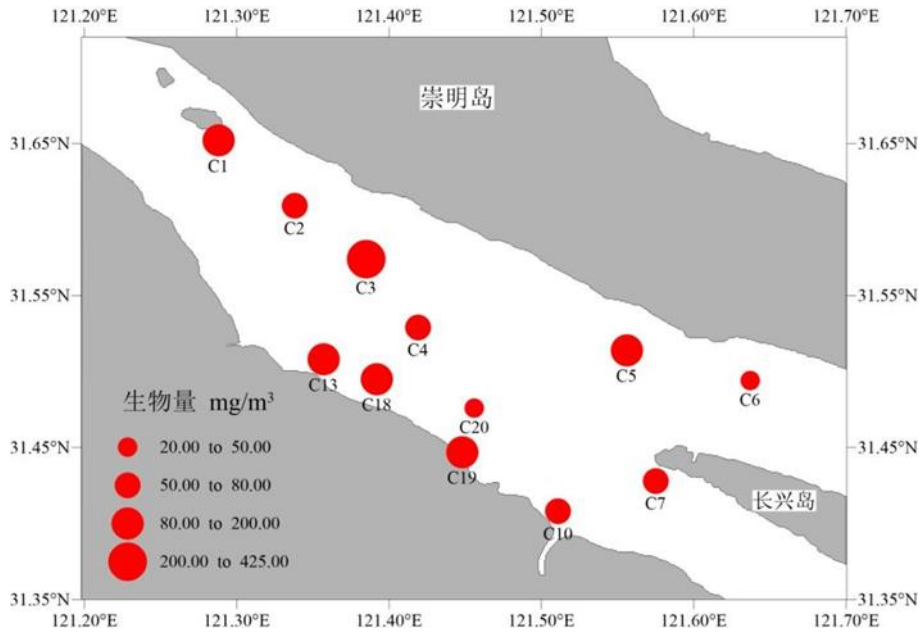 121.20°E 121.30°E 121.40°E 121.50°E 121.60°E 121.70°E
崇明岛
31.65°N 31.65°N
C1
C2
C3
31.55°N 31.55°N
C4
C5
C13
C18
C6
生物量 mg/m³
C20
20.00 to 50.00
31.45°N 31.45°N
C19
C7
长兴岛
50.00 to 80.00
C10
80.00 to 200.00
200.00 to 425.00
31.35°N 31.35°N
121.20°E 121.30°E 121.40°E 121.50°E 121.60°E 121.70°E